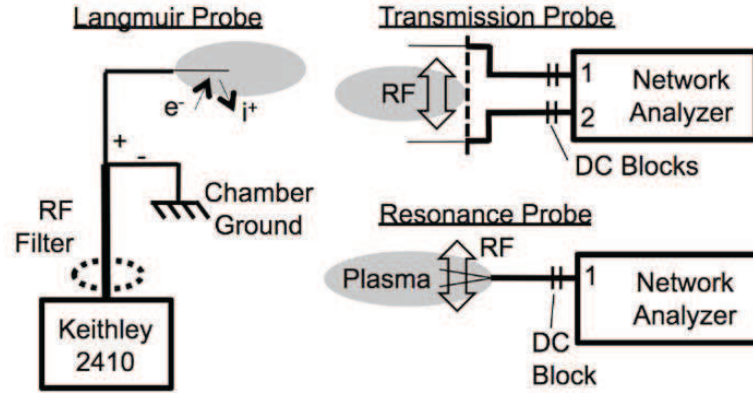 Langmuir Probe
e-
i+
+
-
RF
Filter
Chamber
Ground
Keithley
2410
Transmission Probe
RF
1
2
Network
Analyzer
DC Blocks
Resonance Probe
RF
Plasma
1
Network
Analyzer
DC
Block